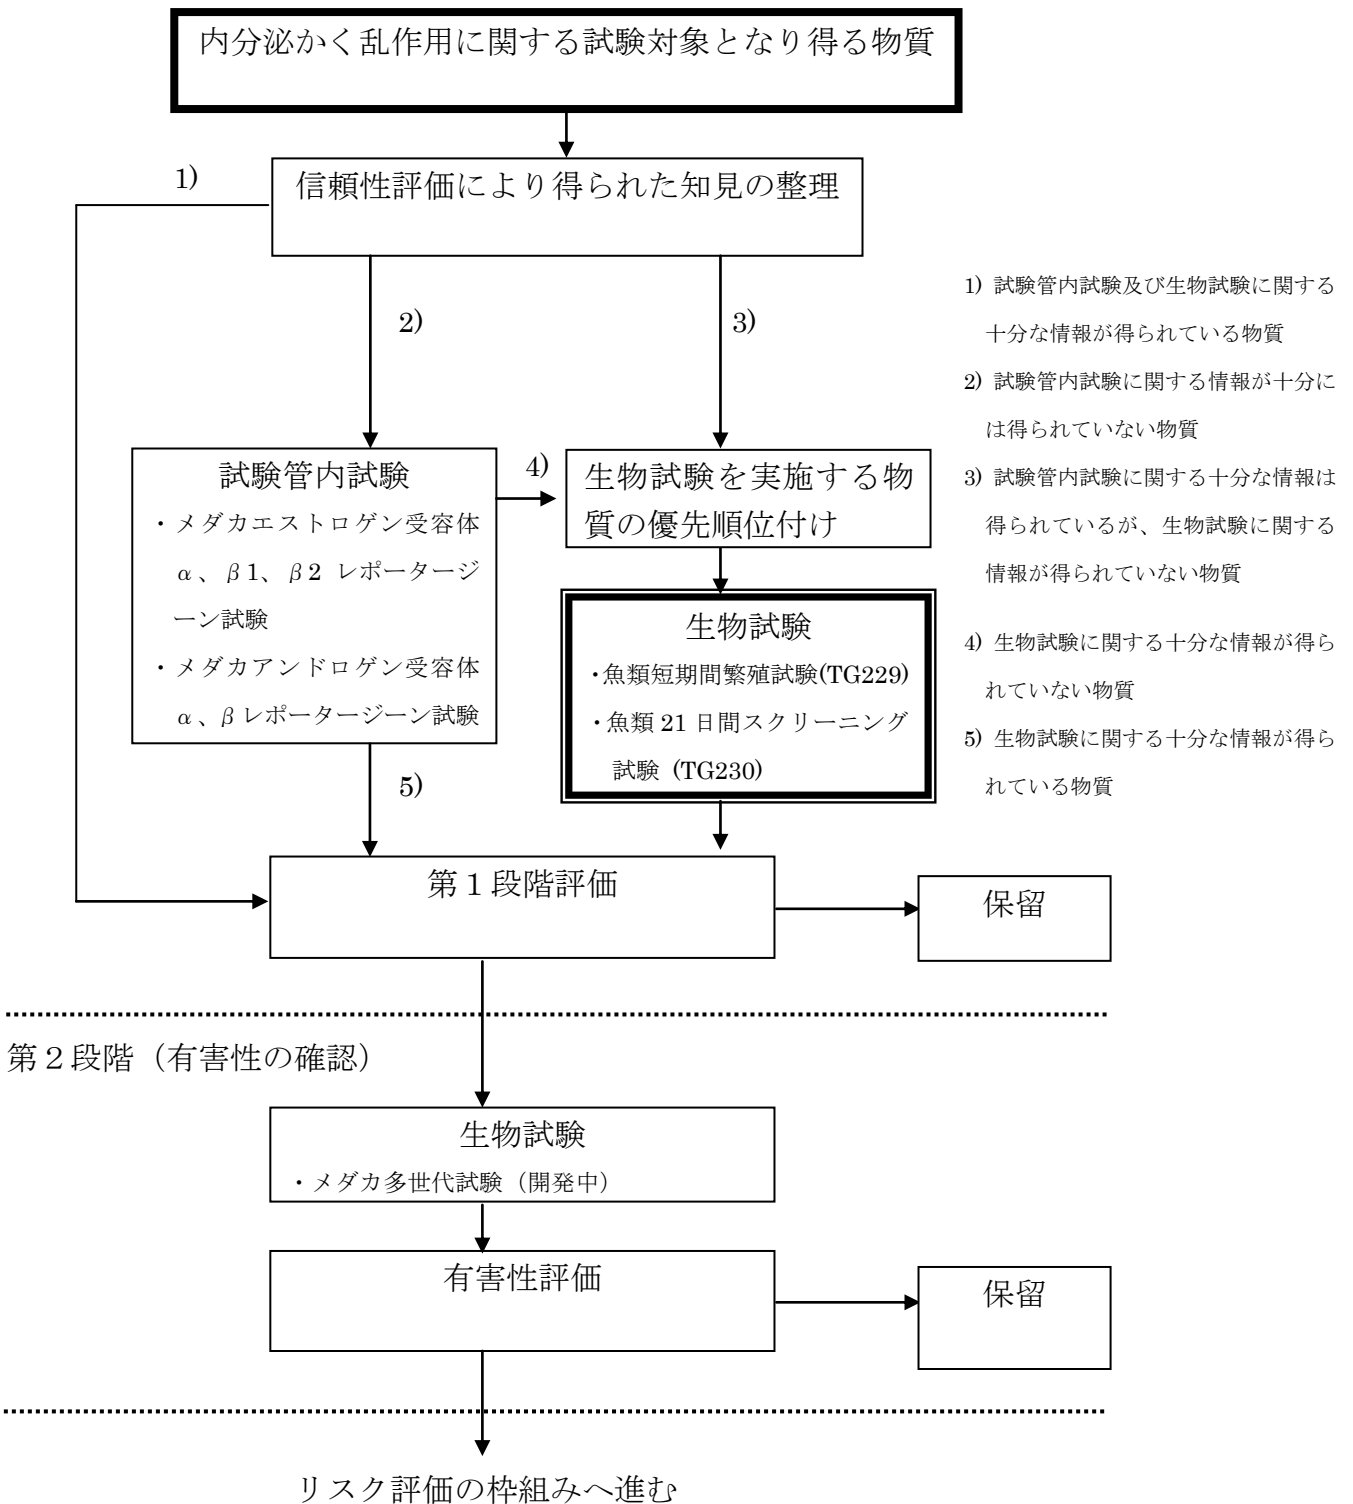 内分泌かく乱作用に関する試験対象となり得る物質
1)
信頼性評価により得られた知見の整理
2)
3)
1) 試験管内試験及び生物試験に関する
十分な情報が得られている物質
2) 試験管内試験に関する情報が十分に
は得られていない物質
3) 試験管内試験に関する十分な情報は
得られているが、生物試験に関する
情報が得られていない物質
4) 生物試験に関する十分な情報が得ら
れていない物質
5) 生物試験に関する十分な情報が得ら
れている物質
試験管内試験
・メダカエストロゲン受容体
α、β1、β2 レポータージ
ーン試験
・メダカアンドロゲン受容体
α、βレポータージーン試験
4)
生物試験を実施する物
質の優先順位付け
生物試験
・魚類短期間繁殖試験(TG229)
・魚類 21 日間スクリーニング
試験 (TG230)
5)
第１段階評価
保留
第２段階（有害性の確認）
生物試験
・メダカ多世代試験（開発中）
有害性評価
保留
リスク評価の枠組みへ進む